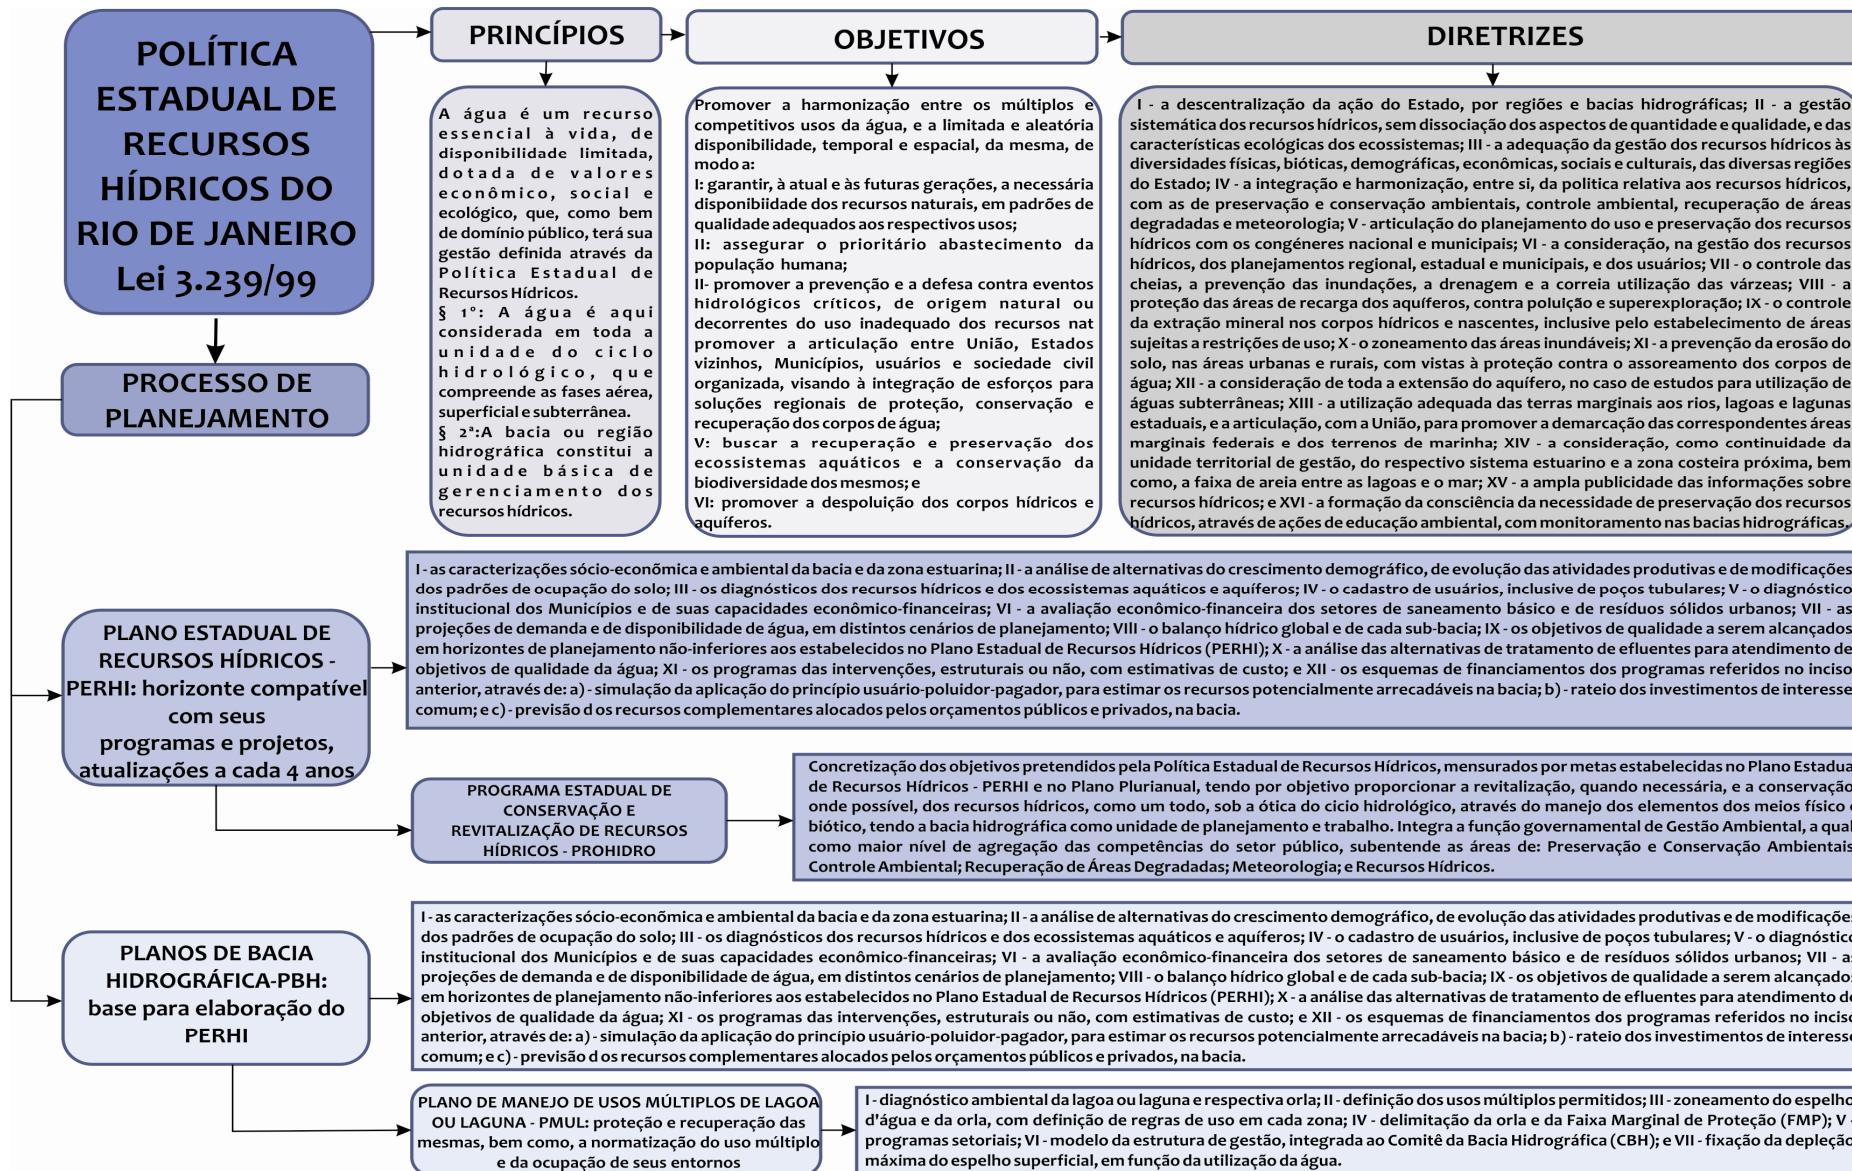 POLÍTICA
ESTADUAL DE
RECURSOS
HÍDRICOS DO
RIO DE JANEIRO
Lei 3.239/99
PRINCÍPIOS
OBJETIVOS
DIRETRIZES
A água é um recurso
essencial à vida, de
disponibilidade limitada,
dotada de valores
econômico, social e
ecológico, que, como bem
de domínio público, terá sua
gestão definida através da
Política Estadual de
Recursos Hídricos.
§ 1º: A água é aqui
considerada em toda a
unidade do ciclo
hidrológico, que
compreende as fases aérea,
superficial e subterrânea.
§ 2ª:A bacia ou região
hidrográfica constitui a
unidade básica de
gerenciamento dos
recursos hídricos.
Promover a harmonização entre os múltiplos e
competitivos usos da água, e a limitada e aleatória
disponibilidade, temporal e espacial, da mesma, de
modo a:
I: garantir, à atual e às futuras gerações, a necessária
disponibiidade dos recursos naturais, em padrões de
qualidade adequados aos respectivos usos;
II: assegurar o prioritário abastecimento da
população humana;
II- promover a prevenção e a defesa contra eventos
hidrológicos críticos, de origem natural ou
decorrentes do uso inadequado dos recursos nat
promover a articulação entre União, Estados
vizinhos, Municípios, usuários e sociedade civil
organizada, visando à integração de esforços para
soluções regionais de proteção, conservação e
recuperação dos corpos de água;
V: buscar a recuperação e preservação dos
ecossistemas aquáticos e a conservação da
biodiversidade dos mesmos; e
VI: promover a despoluição dos corpos hídricos e
aquíferos.
I - a descentralização da ação do Estado, por regiões e bacias hidrográficas; II - a gestão
sistemática dos recursos hídricos, sem dissociação dos aspectos de quantidade e qualidade, e das
características ecológicas dos ecossistemas; III - a adequação da gestão dos recursos hídricos às
diversidades físicas, bióticas, demográficas, econômicas, sociais e culturais, das diversas regiões
do Estado; IV - a integração e harmonização, entre si, da politica relativa aos recursos hídricos,
com as de preservação e conservação ambientais, controle ambiental, recuperação de áreas
degradadas e meteorologia; V - articulação do planejamento do uso e preservação dos recursos
hídricos com os congéneres nacional e municipais; VI - a consideração, na gestão dos recursos
hídricos, dos planejamentos regional, estadual e municipais, e dos usuários; VII - o controle das
cheias, a prevenção das inundações, a drenagem e a correia utilização das várzeas; VIII - a
proteção das áreas de recarga dos aquíferos, contra poluição e superexploração; IX - o controle
da extração mineral nos corpos hídricos e nascentes, inclusive pelo estabelecimento de áreas
sujeitas a restrições de uso; X - o zoneamento das áreas inundáveis; XI - a prevenção da erosão do
solo, nas áreas urbanas e rurais, com vistas à proteção contra o assoreamento dos corpos de
água; XII - a consideração de toda a extensão do aquífero, no caso de estudos para utilização de
águas subterrâneas; XIII - a utilização adequada das terras marginais aos rios, lagoas e lagunas
estaduais, e a articulação, com a União, para promover a demarcação das correspondentes áreas
marginais federais e dos terrenos de marinha; XIV - a consideração, como continuidade da
unidade territorial de gestão, do respectivo sistema estuarino e a zona costeira próxima, bem
como, a faixa de areia entre as lagoas e o mar; XV - a ampla publicidade das informações sobre
recursos hídricos; e XVI - a formação da consciência da necessidade de preservação dos recursos
hídricos, através de ações de educação ambiental, com monitoramento nas bacias hidrográficas.
PROCESSO DE
PLANEJAMENTO
PLANO ESTADUAL DE
RECURSOS HÍDRICOS -
PERHI: horizonte compatível
com seus
programas e projetos,
atualizações a cada 4 anos
I - as caracterizações sócio-econômica e ambiental da bacia e da zona estuarina; II - a análise de alternativas do crescimento demográfico, de evolução das atividades produtivas e de modificações
dos padrões de ocupação do solo; III - os diagnósticos dos recursos hídricos e dos ecossistemas aquáticos e aquíferos; IV - o cadastro de usuários, inclusive de poços tubulares; V - o diagnóstico
institucional dos Municípios e de suas capacidades econômico-financeiras; VI - a avaliação econômico-financeira dos setores de saneamento básico e de resíduos sólidos urbanos; VII - as
projeções de demanda e de disponibilidade de água, em distintos cenários de planejamento; VIII - o balanço hídrico global e de cada sub-bacia; IX - os objetivos de qualidade a serem alcançados
em horizontes de planejamento não-inferiores aos estabelecidos no Plano Estadual de Recursos Hídricos (PERHI); X - a análise das alternativas de tratamento de efluentes para atendimento de
objetivos de qualidade da água; XI - os programas das intervenções, estruturais ou não, com estimativas de custo; e XII - os esquemas de financiamentos dos programas referidos no inciso
anterior, através de: a) - simulação da aplicação do princípio usuário-poluidor-pagador, para estimar os recursos potencialmente arrecadáveis na bacia; b) - rateio dos investimentos de interesse
comum; e c) - previsão d os recursos complementares alocados pelos orçamentos públicos e privados, na bacia.
PROGRAMA ESTADUAL DE
CONSERVAÇÃO E
REVITALIZAÇÃO DE RECURSOS
HÍDRICOS - PROHIDRO
Concretização dos objetivos pretendidos pela Política Estadual de Recursos Hídricos, mensurados por metas estabelecidas no Plano Estadua
de Recursos Hídricos - PERHI e no Plano Plurianual, tendo por objetivo proporcionar a revitalização, quando necessária, e a conservação
onde possível, dos recursos hídricos, como um todo, sob a ótica do cicio hidrológico, através do manejo dos elementos dos meios físico e
biótico, tendo a bacia hidrográfica como unidade de planejamento e trabalho. Integra a função governamental de Gestão Ambiental, a qual
como maior nível de agregação das competências do setor público, subentende as áreas de: Preservação e Conservação Ambientais
Controle Ambiental; Recuperação de Áreas Degradadas; Meteorologia; e Recursos Hídricos.
PLANOS DE BACIA
HIDROGRÁFICA-PBH:
base para elaboração do
PERHI
I - as caracterizações sócio-econômica e ambiental da bacia e da zona estuarina; II - a análise de alternativas do crescimento demográfico, de evolução das atividades produtivas e de modificações
dos padrões de ocupação do solo; III - os diagnósticos dos recursos hídricos e dos ecossistemas aquáticos e aquíferos; IV - o cadastro de usuários, inclusive de poços tubulares; V - o diagnóstico
institucional dos Municípios e de suas capacidades econômico-financeiras; VI - a avaliação econômico-financeira dos setores de saneamento básico e de resíduos sólidos urbanos; VII - as
projeções de demanda e de disponibilidade de água, em distintos cenários de planejamento; VIII - o balanço hídrico global e de cada sub-bacia; IX - os objetivos de qualidade a serem alcançados
em horizontes de planejamento não-inferiores aos estabelecidos no Plano Estadual de Recursos Hídricos (PERHI); X - a análise das alternativas de tratamento de efluentes para atendimento de
objetivos de qualidade da água; XI - os programas das intervenções, estruturais ou não, com estimativas de custo; e XII - os esquemas de financiamentos dos programas referidos no inciso
anterior, através de: a) - simulação da aplicação do princípio usuário-poluidor-pagador, para estimar os recursos potencialmente arrecadáveis na bacia; b) - rateio dos investimentos de interesse
comum; e c) - previsão d os recursos complementares alocados pelos orçamentos públicos e privados, na bacia.
PLANO DE MANEJO DE USOS MÚLTIPLOS DE LAGOA
OU LAGUNA - PMUL: proteção e recuperação das
mesmas, bem como, a normatização do uso múltiplo
e da ocupação de seus entornos
I - diagnóstico ambiental da lagoa ou laguna e respectiva orla; II - definição dos usos múltiplos permitidos; III - zoneamento do espelho
d'água e da orla, com definição de regras de uso em cada zona; IV - delimitação da orla e da Faixa Marginal de Proteção (FMP); V -
programas setoriais; VI - modelo da estrutura de gestão, integrada ao Comitê da Bacia Hidrográfica (CBH); e VII - fixação da depleção
máxima do espelho superficial, em função da utilização da água.